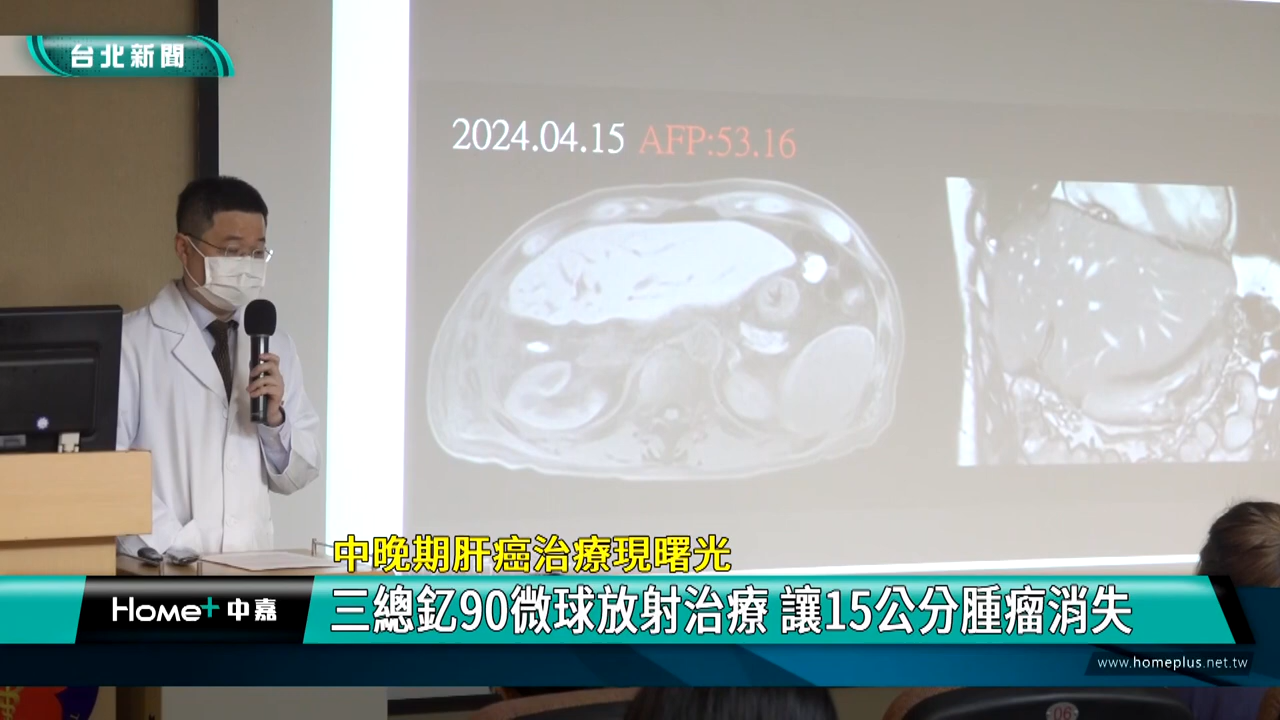 台北新聞
2024.04.15 AFP:53.16
中晚期肝癌治療現曙光
Home+ 中嘉
三總釔90微球放射治療 讓15公分腫瘤消失
www.homeplus.net.tw
06